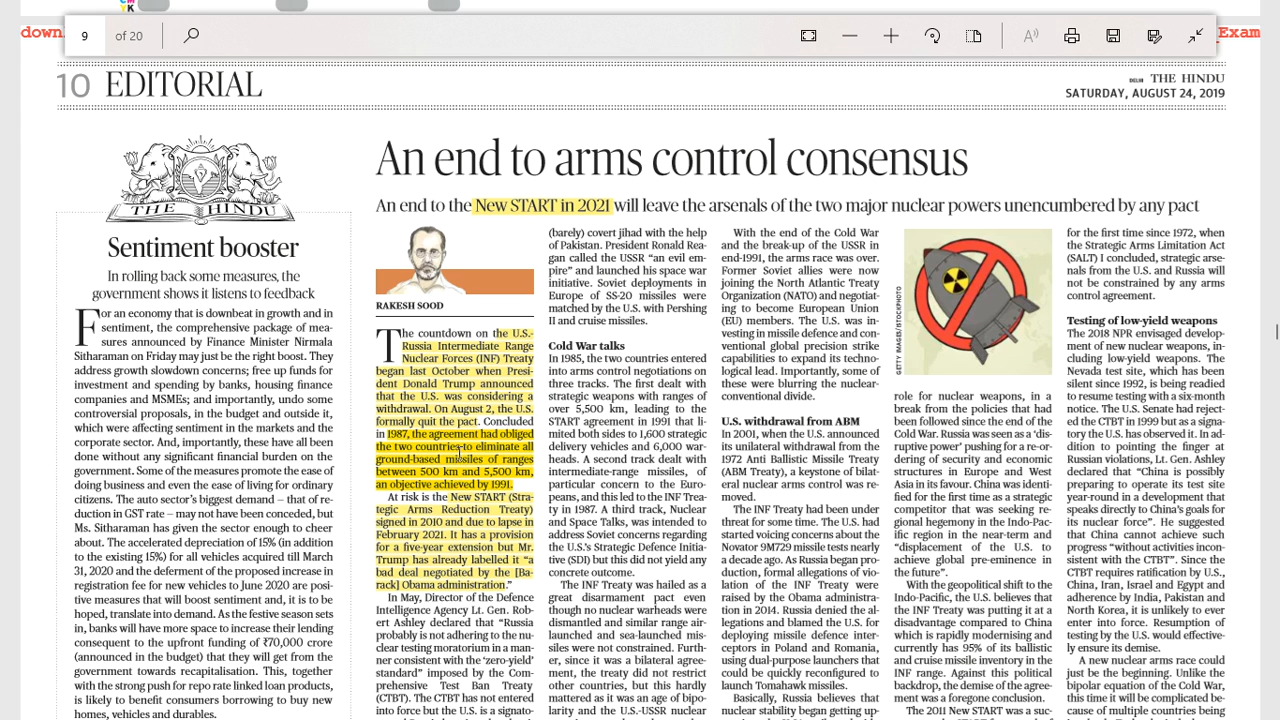 CM
YK
down
9
of 20
Exam
10 EDITORIAL
DELHI THE HINDU
SATURDAY, AUGUST 24, 2019
THE HINDU
Sentiment booster
In rolling back some measures, the
government shows it listens to feedback
For an economy that is downbeat in growth and in
sentiment, the comprehensive package of mea-
sures announced by Finance Minister Nirmala
Sitharaman on Friday may just be the right boost. They
address growth slowdown concerns; free up funds for
investment and spending by banks, housing finance
companies and MSMEs; and importantly, undo some
controversial proposals, in the budget and outside it,
which were affecting sentiment in the markets and the
corporate sector. And, importantly, these have all been
done without any significant financial burden on the
government. Some of the measures promote the ease of
doing business and even the ease of living for ordinary
citizens. The auto sector's biggest demand – that of re-
duction in GST rate – may not have been conceded, but
Ms. Sitharaman has given the sector enough to cheer
about. The accelerated depreciation of 15% (in addition
to the existing 15%) for all vehicles acquired till March
31, 2020 and the deferment of the proposed increase in
registration fee for new vehicles to June 2020 are posi-
tive measures that will boost sentiment and, it is to be
hoped, translate into demand. As the festive season sets
in, banks will have more space to increase their lending
consequent to the upfront funding of ₹70,000 crore
(announced in the budget) that they will get from the
government towards recapitalisation. This, together
with the strong push for repo rate linked loan products,
is likely to benefit consumers borrowing to buy new
homes, vehicles and durables.
An end to arms control consensus
An end to the New START in 2021 will leave the arsenals of the two major nuclear powers unencumbered by any pact
RAKESH SOOD
The countdown on the U.S.-
Russia Intermediate Range
Nuclear Forces (INF) Treaty
began last October when Presi-
dent Donald Trump announced
that the U.S. was considering a
withdrawal. On August 2, the U.S.
formally quit the pact. Concluded
in 1987, the agreement had obliged
the two countries to eliminate all
ground-based missiles of ranges
between 500 km and 5,500 km,
an objective achieved by 1991.
At risk is the New START (Stra-
tegic Arms Reduction Treaty)
signed in 2010 and due to lapse in
February 2021. It has a provision
for a five-year extension but Mr.
Trump has already labelled it "a
bad deal negotiated by the [Ba-
rack] Obama administration."
In May, Director of the Defence
Intelligence Agency Lt. Gen. Rob-
ert Ashley declared that "Russia
probably is not adhering to the nu-
clear testing moratorium in a man-
ner consistent with the 'zero-yield'
standard" imposed by the Com-
prehensive Test Ban Treaty
(CTBT). The CTBT has not entered
into force but the U.S. is a signato-
(barely) covert jihad with the help
of Pakistan. President Ronald Rea-
gan called the USSR "an evil em-
pire" and launched his space war
initiative. Soviet deployments in
Europe of SS-20 missiles were
matched by the U.S. with Pershing
II and cruise missiles.
Cold War talks
In 1985, the two countries entered
into arms control negotiations on
three tracks. The first dealt with
strategic weapons with ranges of
over 5,500 km, leading to the
START agreement in 1991 that li-
mited both sides to 1,600 strategic
delivery vehicles and 6,000 war-
heads. A second track dealt with
intermediate-range missiles, of
particular concern to the Euro-
peans, and this led to the INF Trea-
ty in 1987. A third track, Nuclear
and Space Talks, was intended to
address Soviet concerns regarding
the U.S.'s Strategic Defence Initia-
tive (SDI) but this did not yield any
concrete outcome.
The INF Treaty was hailed as a
great disarmament pact even
though no nuclear warheads were
dismantled and similar range air-
launched and sea-launched mis-
siles were not constrained. Furth-
er, since it was a bilateral agree-
ment, the treaty did not restrict
other countries, but this hardly
mattered as it was an age of bipo-
larity and the U.S.-USSR nuclear
With the end of the Cold War
and the break-up of the USSR in
end-1991, the arms race was over.
Former Soviet allies were now
joining the North Atlantic Treaty
Organization (NATO) and negotiat-
ing to become European Union
(EU) members. The U.S. was in-
vesting in missile defence and con-
ventional global precision strike
capabilities to expand its techno-
logical lead. Importantly, some of
these were blurring the nuclear-
conventional divide.
U.S. withdrawal from ABM
In 2001, when the U.S. announced
its unilateral withdrawal from the
1972 Anti Ballistic Missile Treaty
(ABM Treaty), a keystone of bilat-
eral nuclear arms control was re-
moved.
The INF Treaty had been under
threat for some time. The U.S. had
started voicing concerns about the
Novator 9M729 missile tests nearly
a decade ago. As Russia began pro-
duction, formal allegations of vio-
lation of the INF Treaty were
raised by the Obama administra-
tion in 2014. Russia denied the al-
legations and blamed the U.S. for
deploying missile defence inter-
ceptors in Poland and Romania,
using dual-purpose launchers that
could be quickly reconfigured to
launch Tomahawk missiles.
Basically, Russia believes that
nuclear stability began getting up-
GETTY IMAGES/ISTOCKPHOTO
role for nuclear weapons, in a
break from the policies that had
been followed since the end of the
Cold War. Russia was seen as a 'dis-
ruptive power' pushing for a re-or-
dering of security and economic
structures in Europe and West
Asia in its favour. China was identi-
fied for the first time as a strategic
competitor that was seeking re-
gional hegemony in the Indo-Pac-
ific region in the near-term and
"displacement of the U.S. to
achieve global pre-eminence in
the future".
With the geopolitical shift to the
Indo-Pacific, the U.S. believes that
the INF Treaty was putting it at a
disadvantage compared to China
which is rapidly modernising and
currently has 95% of its ballistic
and cruise missile inventory in the
INF range. Against this political
backdrop, the demise of the agree-
ment was a foregone conclusion.
The 2011 New START was a suc-
for the first time since 1972, when
the Strategic Arms Limitation Act
(SALT) I concluded, strategic arse-
nals from the U.S. and Russia will
not be constrained by any arms
control agreement.
Testing of low-yield weapons
The 2018 NPR envisaged develop-
ment of new nuclear weapons, in-
cluding low-yield weapons. The
Nevada test site, which has been
silent since 1992, is being readied
to resume testing with a six-month
notice. The U.S. Senate had reject-
ed the CTBT in 1999 but as a signa-
tory the U.S. has observed it. In ad-
dition to pointing the finger at
Russian violations, Lt. Gen. Ashley
declared that "China is possibly
preparing to operate its test site
year-round in a development that
speaks directly to China's goals for
its nuclear force". He suggested
that China cannot achieve such
progress "without activities incon-
sistent with the CTBT". Since the
CTBT requires ratification by U.S.,
China, Iran, Israel and Egypt and
adherence by India, Pakistan and
North Korea, it is unlikely to ever
enter into force. Resumption of
testing by the U.S. would effective-
ly ensure its demise.
A new nuclear arms race could
just be the beginning. Unlike the
bipolar equation of the Cold War,
this time it will be complicated be-
cause of multiple countries being